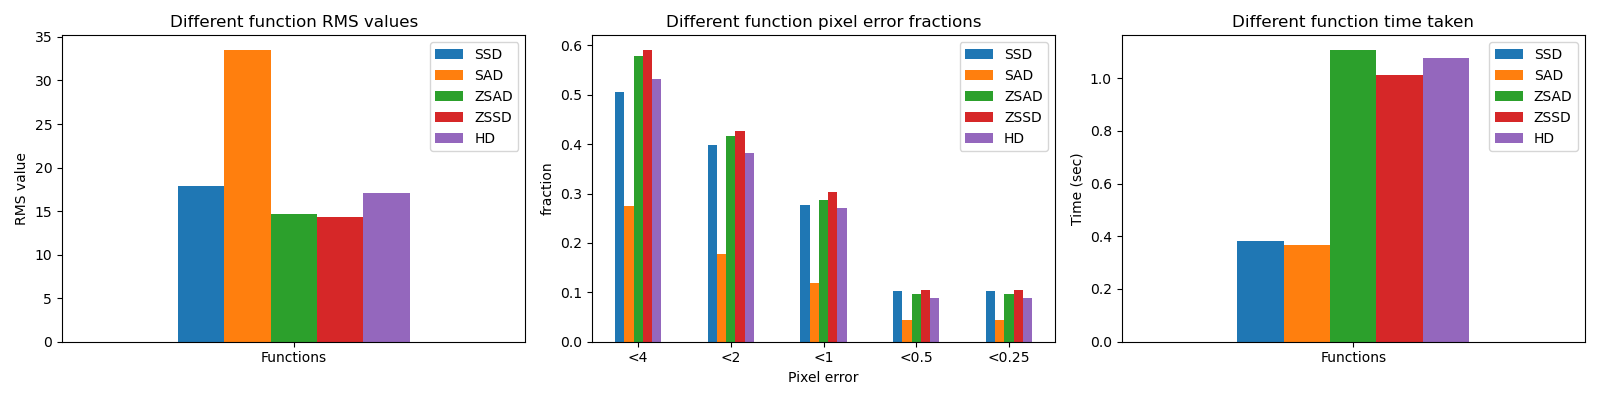 Different function RMS values
RMS value
35
30
25
20
15
10
5
0
Functions
SSD
SAD
ZSAD
ZSSD
HD
Different function pixel error fractions
fraction
0.6
0.5
0.4
0.3
0.2
0.1
0.0
<4 <2 <1 <0.5 <0.25
Pixel error
SSD
SAD
ZSAD
ZSSD
HD
Different function time taken
Time (sec)
1.0
0.8
0.6
0.4
0.2
0.0
Functions
SSD
SAD
ZSAD
ZSSD
HD